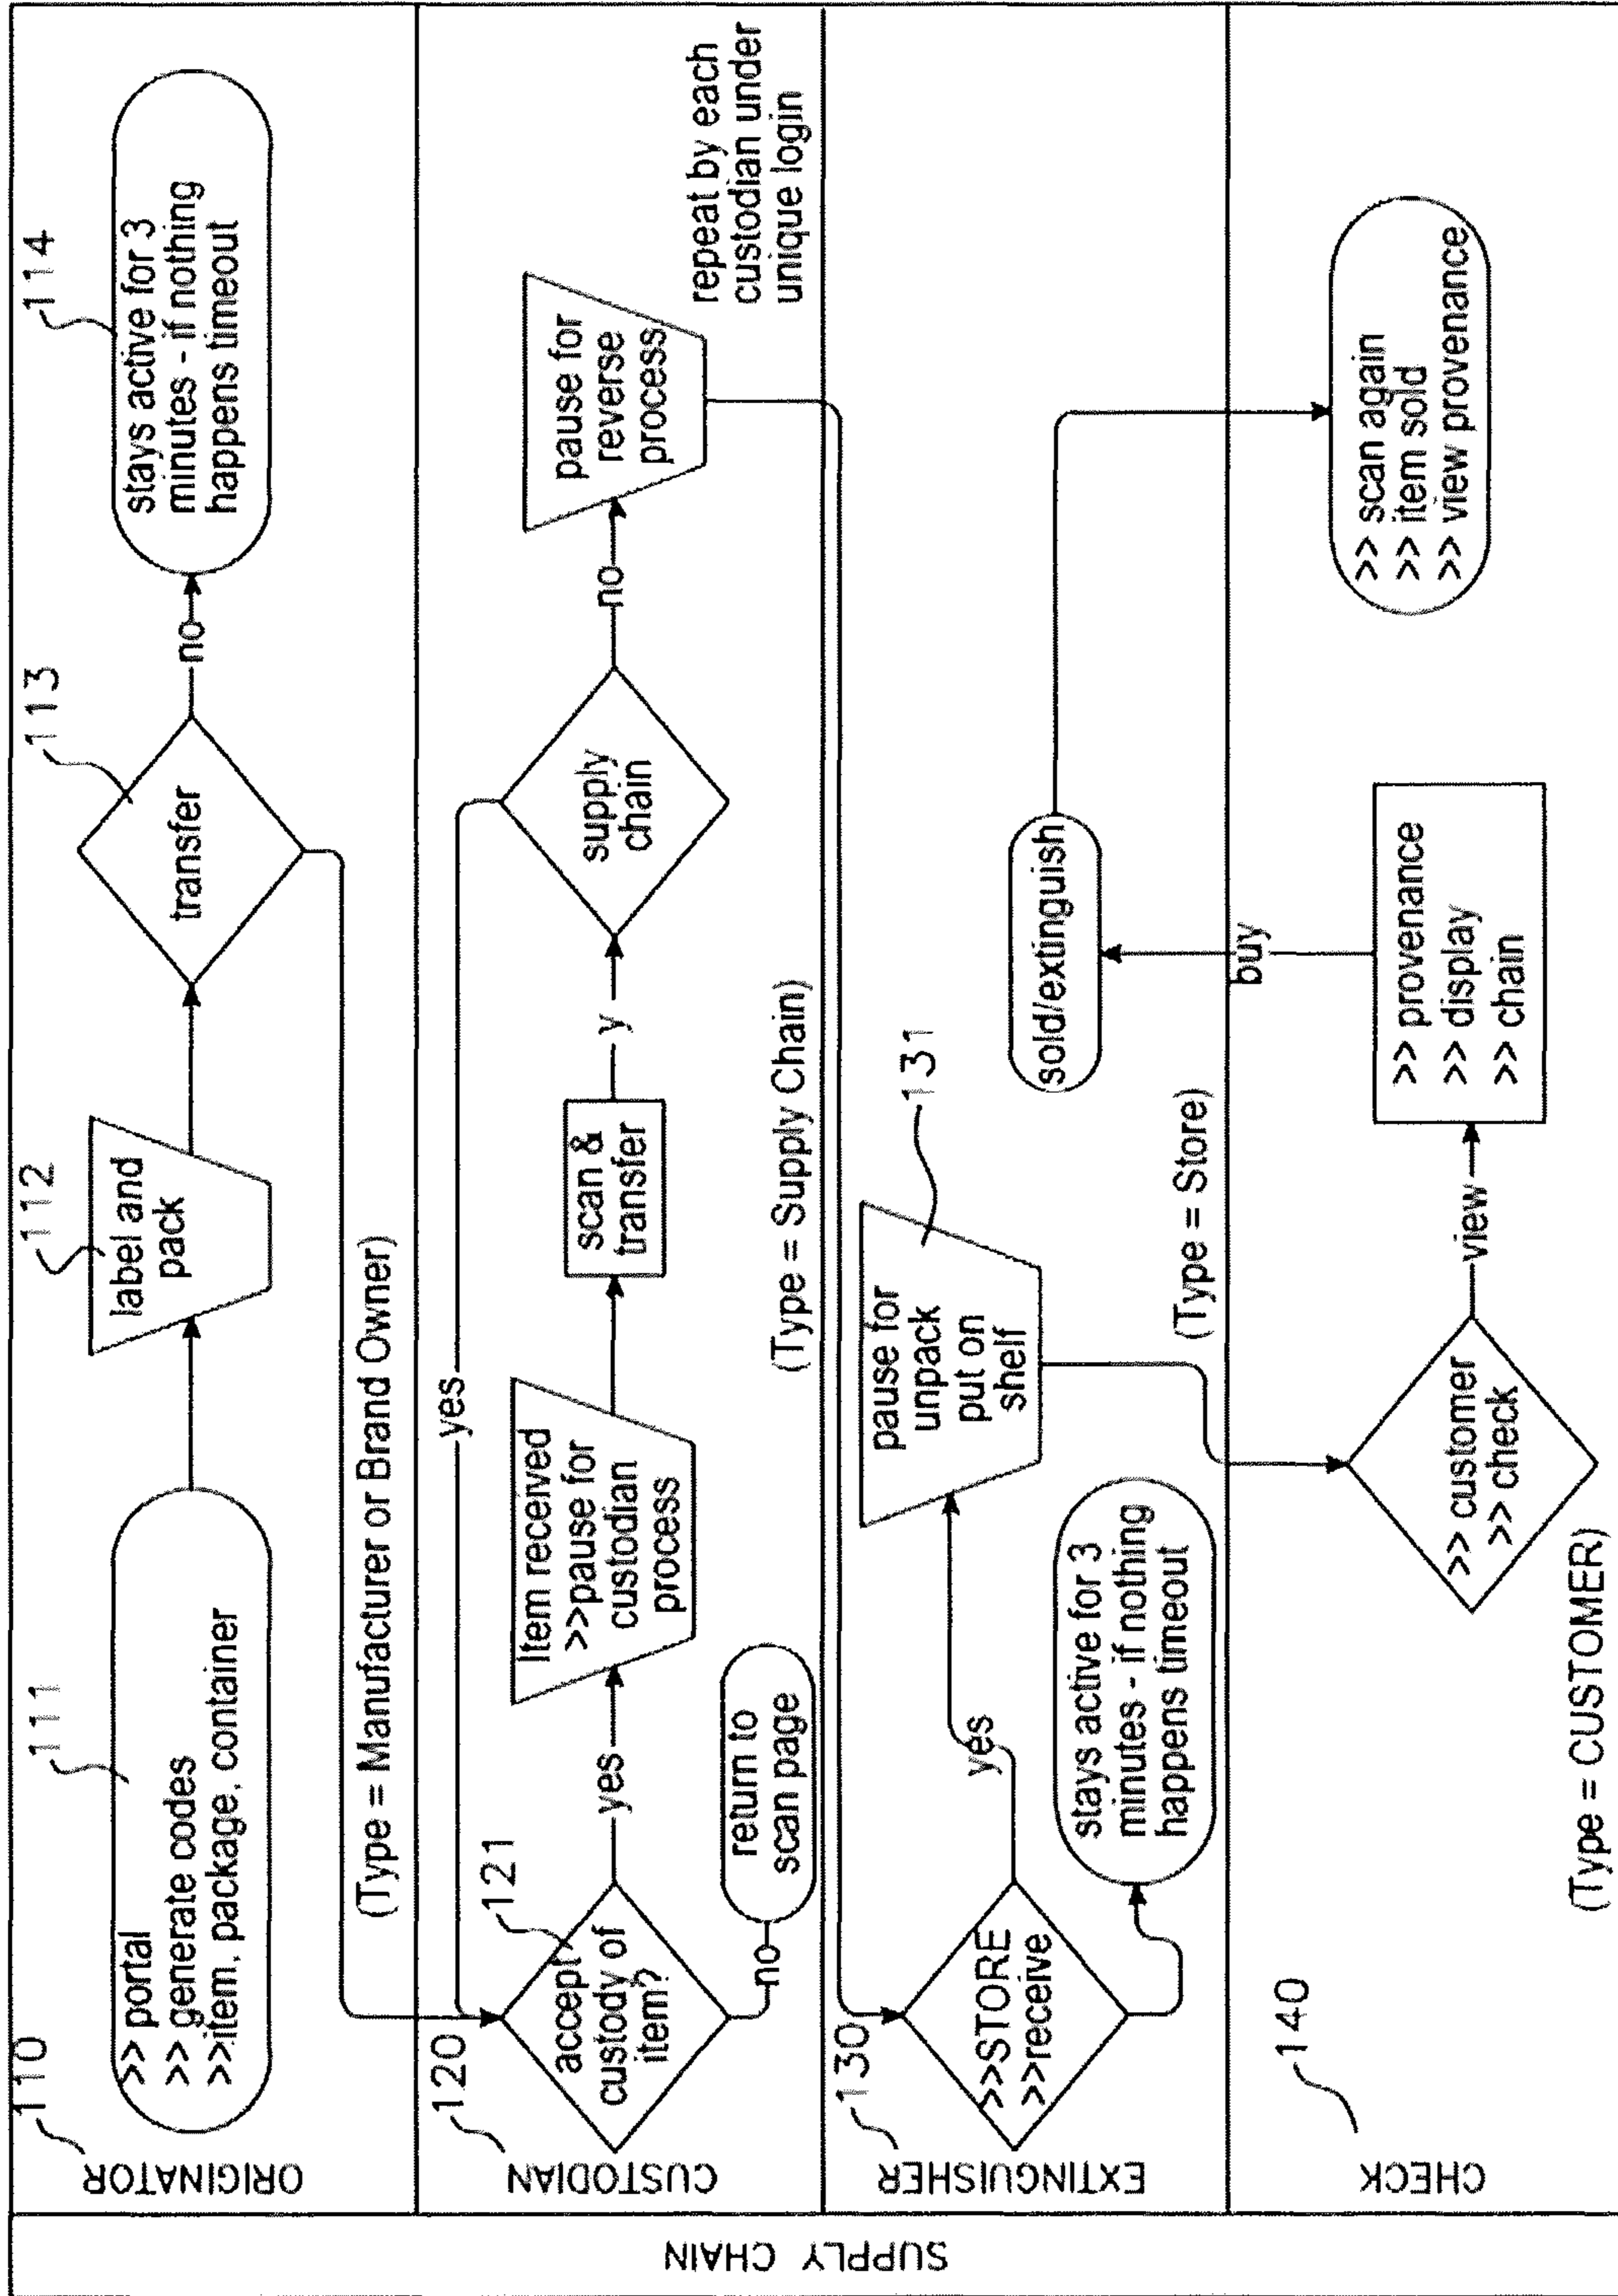 SUPPLY CHAIN
ORIGINATOR
110
>> portal
>> generate codes
>>item, package, container
111
label and
pack
112
transfer
113
no
stays active for 3
minutes - if nothing
happens timeout
114
(Type = Manufacturer or Brand Owner)
CUSTODIAN
120
accept
custody of
item?
121
yes
no
return to
scan page
Item received
>>pause for
custodian
process
scan &
transfer
y
supply
chain
yes
no
pause for
reverse
process
repeat by each
custodian under
unique login
(Type = Supply Chain)
EXTINGUISHER
130
>>STORE
>>receive
yes
stays active for 3
minutes - if nothing
happens timeout
pause for
unpack
put on
shelf
131
sold/extinguish
(Type = Store)
CHECK
140
>> customer
>> check
view
>> provenance
>> display
>> chain
buy
>> scan again
>> item sold
>> view provenance
(Type = CUSTOMER)